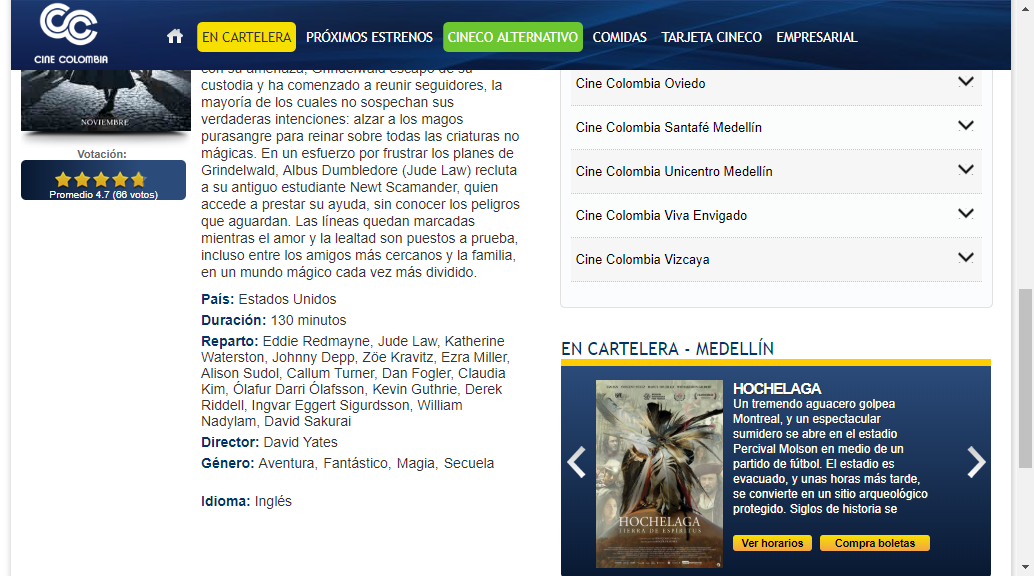 CINE COLOMBIA
EN CARTELERA
PRÓXIMOS ESTRENOS
CINECO ALTERNATIVO
COMIDAS
TARJETA CINECO
EMPRESARIAL
NOVIEMBRE
Votación:
Promedio 4.7 (66 votos)
con su amenaza, Grindelwald escapó de su
custodia y ha comenzado a reunir seguidores, la
mayoría de los cuales no sospechan sus
verdaderas intenciones: alzar a los magos
purasangre para reinar sobre todas las criaturas no
mágicas. En un esfuerzo por frustrar los planes de
Grindelwald, Albus Dumbledore (Jude Law) recluta
a su antiguo estudiante Newt Scamander, quien
accede a prestar su ayuda, sin conocer los peligros
que aguardan. Las líneas quedan marcadas
mientras el amor y la lealtad son puestos a prueba,
incluso entre los amigos más cercanos y la familia,
en un mundo mágico cada vez más dividido.
País: Estados Unidos
Duración: 130 minutos
Reparto: Eddie Redmayne, Jude Law, Katherine
Waterston, Johnny Depp, Zöe Kravitz, Ezra Miller,
Alison Sudol, Callum Turner, Dan Fogler, Claudia
Kim, Ólafur Darri Ólafsson, Kevin Guthrie, Derek
Riddell, Ingvar Eggert Sigurdsson, William
Nadylam, David Sakurai
Director: David Yates
Género: Aventura, Fantástico, Magia, Secuela
Idioma: Inglés
Cine Colombia Oviedo
Cine Colombia Santafé Medellín
Cine Colombia Unicentro Medellín
Cine Colombia Viva Envigado
Cine Colombia Vizcaya
EN CARTELERA - MEDELLÍN
HOCHELAGA
TIERRA DE ESPÍRITUS
HOCHELAGA
Un tremendo aguacero golpea
Montreal, y un espectacular
sumidero se abre en el estadio
Percival Molson en medio de un
partido de fútbol. El estadio es
evacuado, y unas horas más tarde,
se convierte en un sitio arqueológico
protegido. Siglos de historia se
Ver horarios
Compra boletas